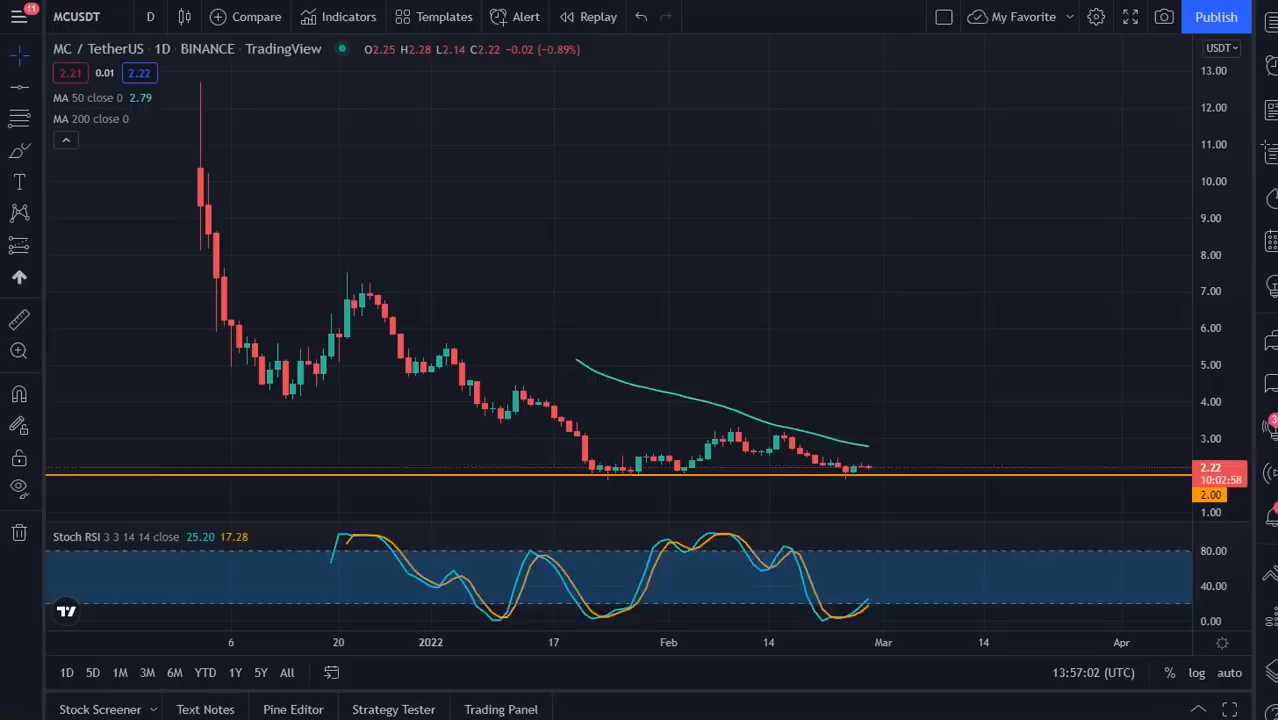 11 MCUSDT D Compare Indicators Templates Alert Replay My Favorite Publish
MC / TetherUS · 1D · BINANCE · TradingView O2.25 H2.28 L2.14 C2.22 −0.02 (−0.89%) USDT
2.21 0.01 2.22
MA 50 close 0 2.79
MA 200 close 0
13.00
12.00
11.00
10.00
9.00
8.00
7.00
6.00
5.00
4.00
3.00
2.22
10:02:58
2.00
1.00
Stoch RSI 3 3 14 14 close 25.20 17.28
80.00
40.00
0.00
6 20 2022 17 Feb 14 Mar 14 Apr
1D 5D 1M 3M 6M YTD 1Y 5Y All 13:57:02 (UTC) % log auto
Stock Screener Text Notes Pine Editor Strategy Tester Trading Panel